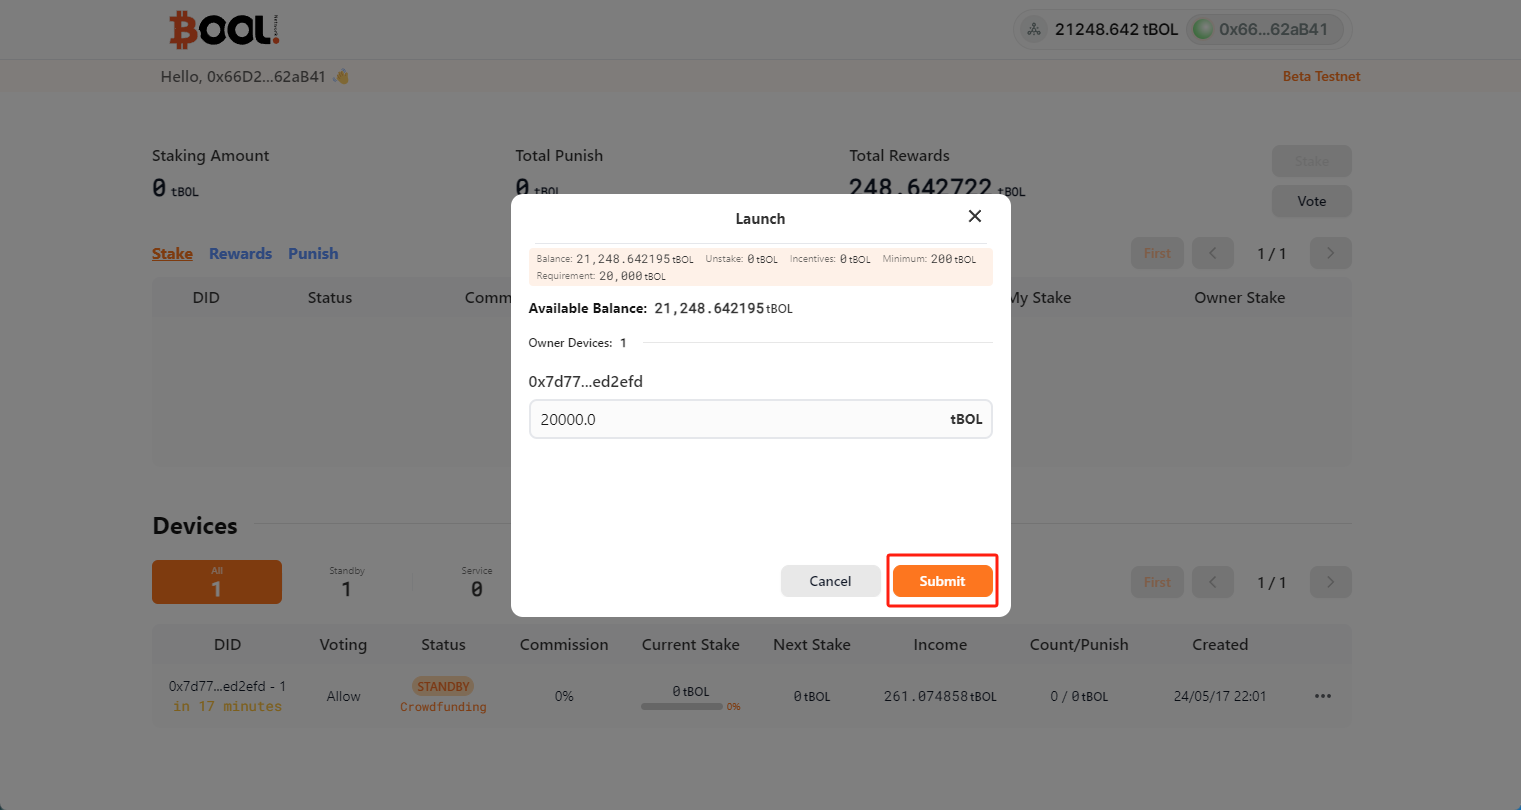 BOOL Network
21248.642 tBOL 0x66...62aB41
Hello, 0x66D2...62aB41 👋
Beta Testnet
Staking Amount
0 tBOL
Total Punish
0 tBOL
Total Rewards
248.642722 tBOL
Stake
Vote
Stake Rewards Punish
First < 1 / 1 >
DID Status Comm My Stake Owner Stake
Launch
Balance: 21,248.642195 tBOL Unstake: 0 tBOL Incentives: 0 tBOL Minimum: 200 tBOL
Requirement: 20,000 tBOL
Available Balance: 21,248.642195 tBOL
Owner Devices: 1
0x7d77...ed2efd
20000.0 tBOL
Cancel Submit
Devices
All
1
Standby
1
Service
0
First < 1 / 1 >
DID Voting Status Commission Current Stake Next Stake Income Count/Punish Created
0x7d77...ed2efd - 1
in 17 minutes
Allow
STANDBY
Crowdfunding
0%
0 tBOL
0%
0 tBOL
261.074858 tBOL
0 / 0 tBOL
24/05/17 22:01